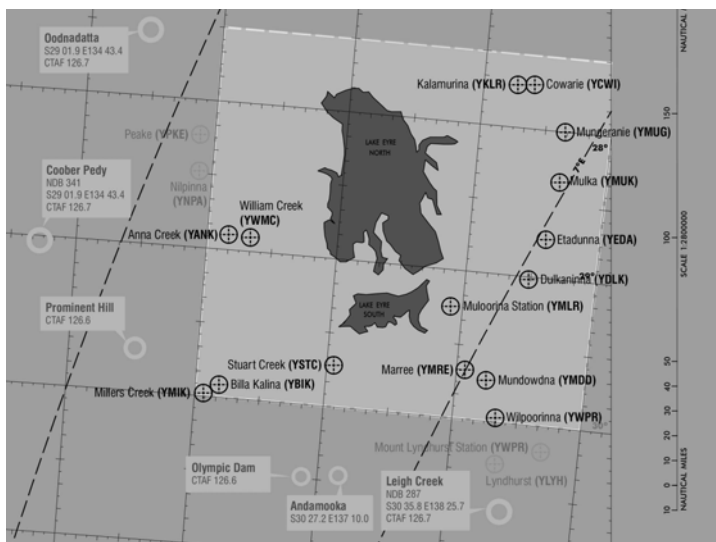 Oodnadatta
S29 01.9 E134 43.4
CTAF 126.7
Kalamurina (YKLR)
Cowarie (YCWI)
NAUTICAL
Peake (YPKE)
LAKE EYRE
NORTH
Mungeranie (YMUG)
28°
150
Coober Pedy
NDB 341
S29 01.9 E134 43.4
CTAF 126.7
Nilpinna
(YNPA)
7°E
Mulka (YMUK)
William Creek
(YWMC)
Anna Creek (YANK)
Etadunna (YEDA)
100
SCALE 1:2800000
Dulkaninna (YDLK)
29°
Prominent Hill
CTAF 126.6
LAKE EYRE
SOUTH
Muloorina Station (YMLR)
Stuart Creek (YSTC)
Marree (YMRE)
50
Millers Creek (YMIK)
Billa Kalina (YBIK)
Mundowdna (YMDD)
40
30
Wilpoorinna (YWPR)
30°
20
Mount Lyndhurst Station (YWPR)
10
Olympic Dam
CTAF 126.6
Lyndhurst (YLYH)
Leigh Creek
NDB 287
S30 35.8 E138 25.7
CTAF 126.7
0
Andamooka
S30 27.2 E137 10.0
10
NAUTICAL MILES